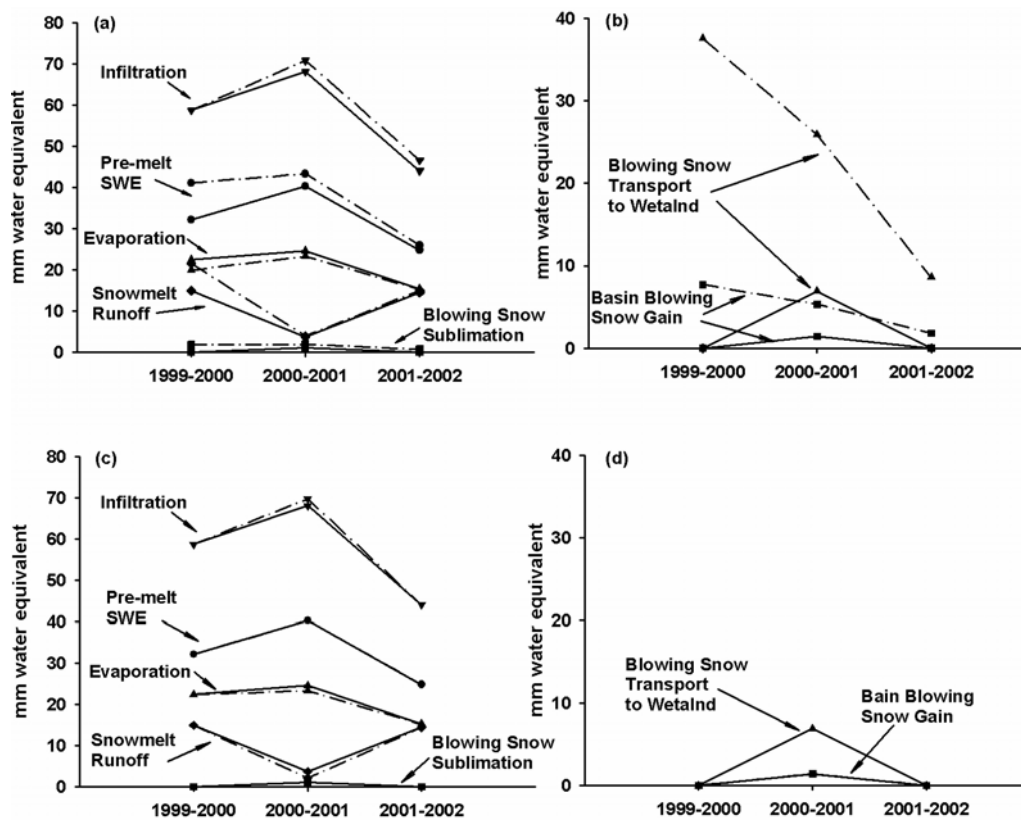 (a)
80
70
60
50
40
30
20
10
0
mm water equivalent
Infiltration
Pre-melt
SWE
Evaporation
Snowmelt
Runoff
Blowing Snow
Sublimation
1999-2000 2000-2001 2001-2002
(b)
40
30
20
10
0
mm water equivalent
Blowing Snow
Transport
to Wetalnd
Basin Blowing
Snow Gain
1999-2000 2000-2001 2001-2002
(c)
80
70
60
50
40
30
20
10
0
mm water equivalent
Infiltration
Pre-melt
SWE
Evaporation
Snowmelt
Runoff
Blowing Snow
Sublimation
1999-2000 2000-2001 2001-2002
(d)
40
30
20
10
0
mm water equivalent
Blowing Snow
Transport
to Wetalnd
Bain Blowing
Snow Gain
1999-2000 2000-2001 2001-2002